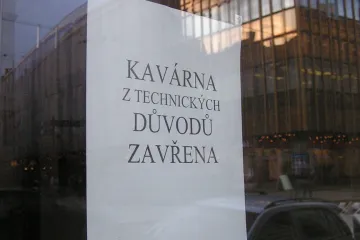 KAVÁRNA
Z TECHNICKÝCH
DŮVODŮ
ZAVŘENA